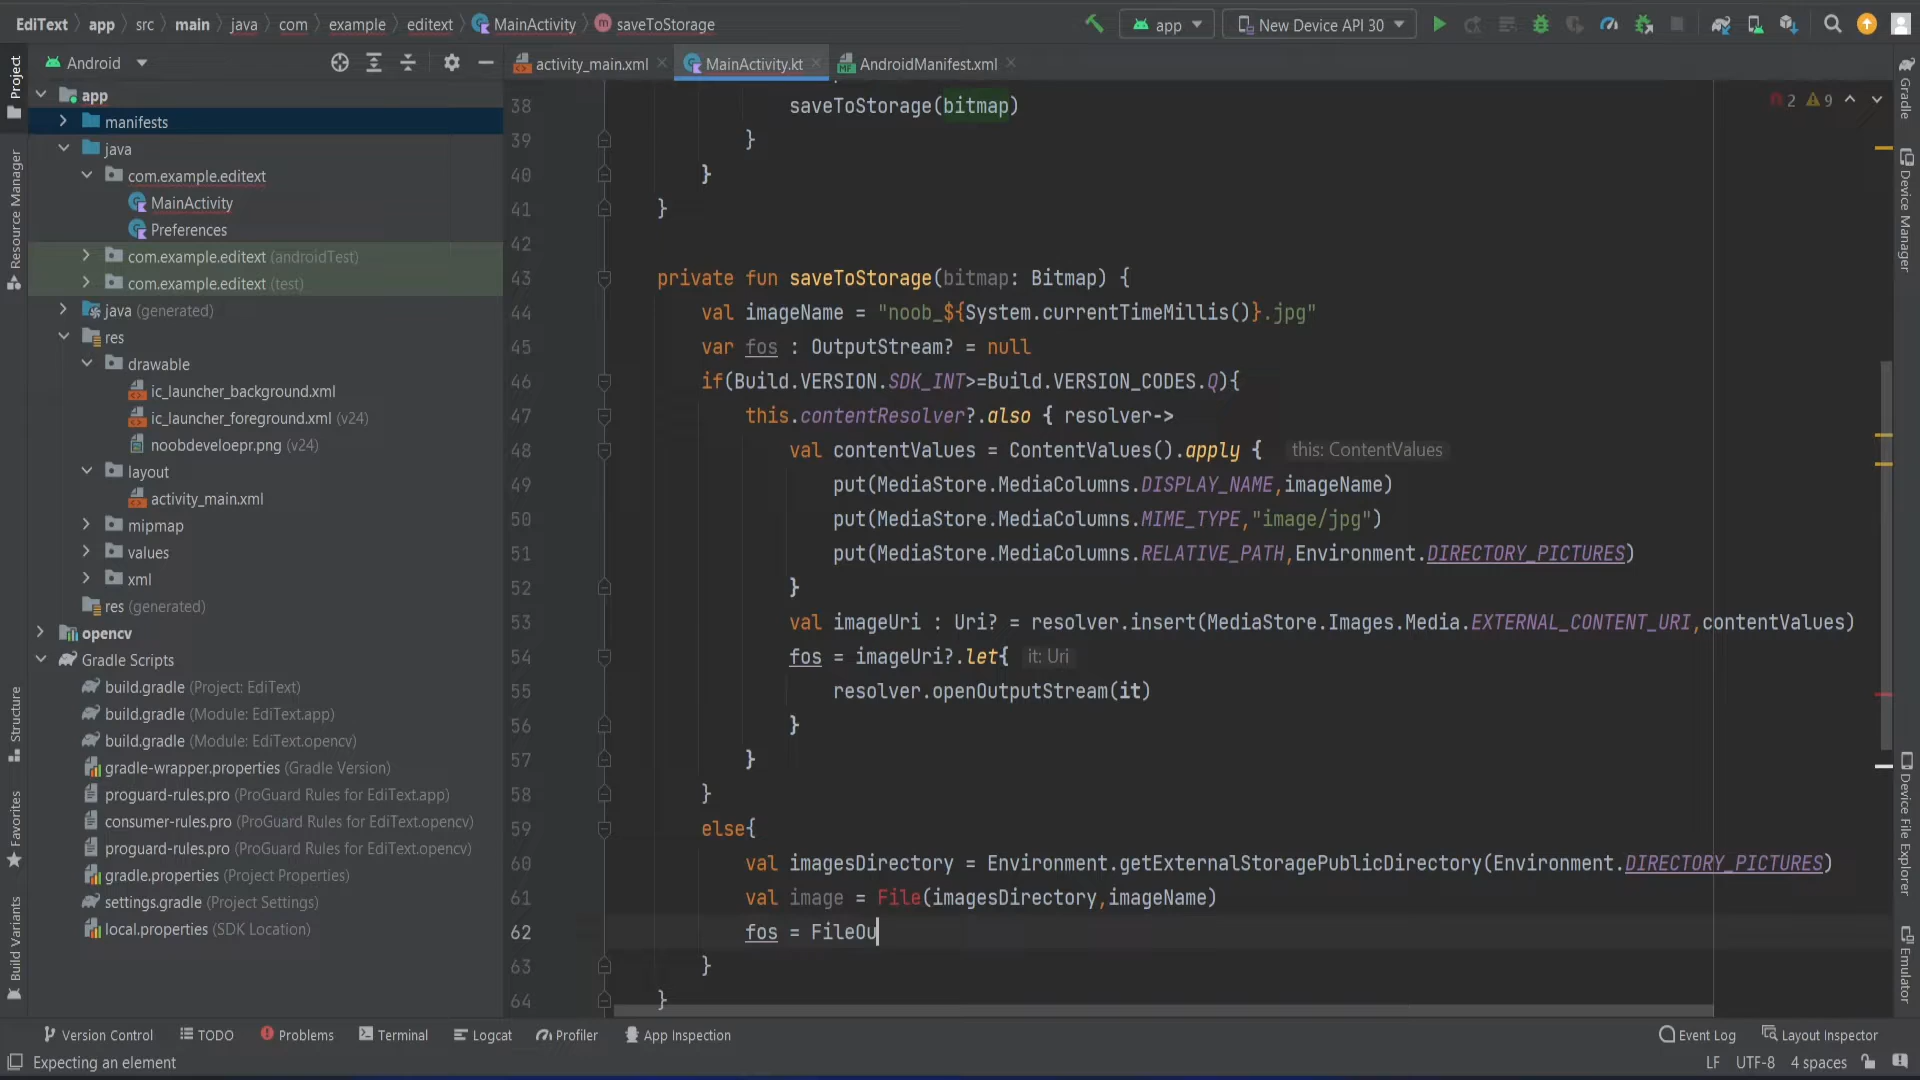 EdiText app src main java com example editext MainActivity saveToStorage
app New Device API 30
Project Android
activity_main.xml MainActivity.kt AndroidManifest.xml
Gradle
app
manifests
java
com.example.editext
MainActivity
Preferences
com.example.editext (androidTest)
com.example.editext (test)
java (generated)
res
drawable
ic_launcher_background.xml
ic_launcher_foreground.xml (v24)
noobdeveloepr.png (v24)
layout
activity_main.xml
mipmap
values
xml
res (generated)
opencv
Gradle Scripts
build.gradle (Project: EdiText)
build.gradle (Module: EdiText.app)
build.gradle (Module: EdiText.opencv)
gradle-wrapper.properties (Gradle Version)
proguard-rules.pro (ProGuard Rules for EdiText.app)
consumer-rules.pro (ProGuard Rules for EdiText.opencv)
proguard-rules.pro (ProGuard Rules for EdiText.opencv)
gradle.properties (Project Properties)
settings.gradle (Project Settings)
local.properties (SDK Location)
Resource Manager
Structure
Favorites
Build Variants
2 9
38 saveToStorage(bitmap)
39 }
40 }
41 }
42
43 private fun saveToStorage(bitmap: Bitmap) {
44 val imageName = "noob_${System.currentTimeMillis()}.jpg"
45 var fos : OutputStream? = null
46 if(Build.VERSION.SDK_INT>=Build.VERSION_CODES.Q){
47 this.contentResolver?.also { resolver->
48 val contentValues = ContentValues().apply { this: ContentValues
49 put(MediaStore.MediaColumns.DISPLAY_NAME,imageName)
50 put(MediaStore.MediaColumns.MIME_TYPE,"image/jpg")
51 put(MediaStore.MediaColumns.RELATIVE_PATH,Environment.DIRECTORY_PICTURES)
52 }
53 val imageUri : Uri? = resolver.insert(MediaStore.Images.Media.EXTERNAL_CONTENT_URI,contentValues)
54 fos = imageUri?.let{ it: Uri
55 resolver.openOutputStream(it)
56 }
57 }
58 }
59 else{
60 val imagesDirectory = Environment.getExternalStoragePublicDirectory(Environment.DIRECTORY_PICTURES)
61 val image = File(imagesDirectory,imageName)
62 fos = FileOu
63 }
64 }
Device Manager
Device File Explorer
Emulator
Version Control TODO Problems Terminal Logcat Profiler App Inspection Event Log Layout Inspector
Expecting an element LF UTF-8 4 spaces